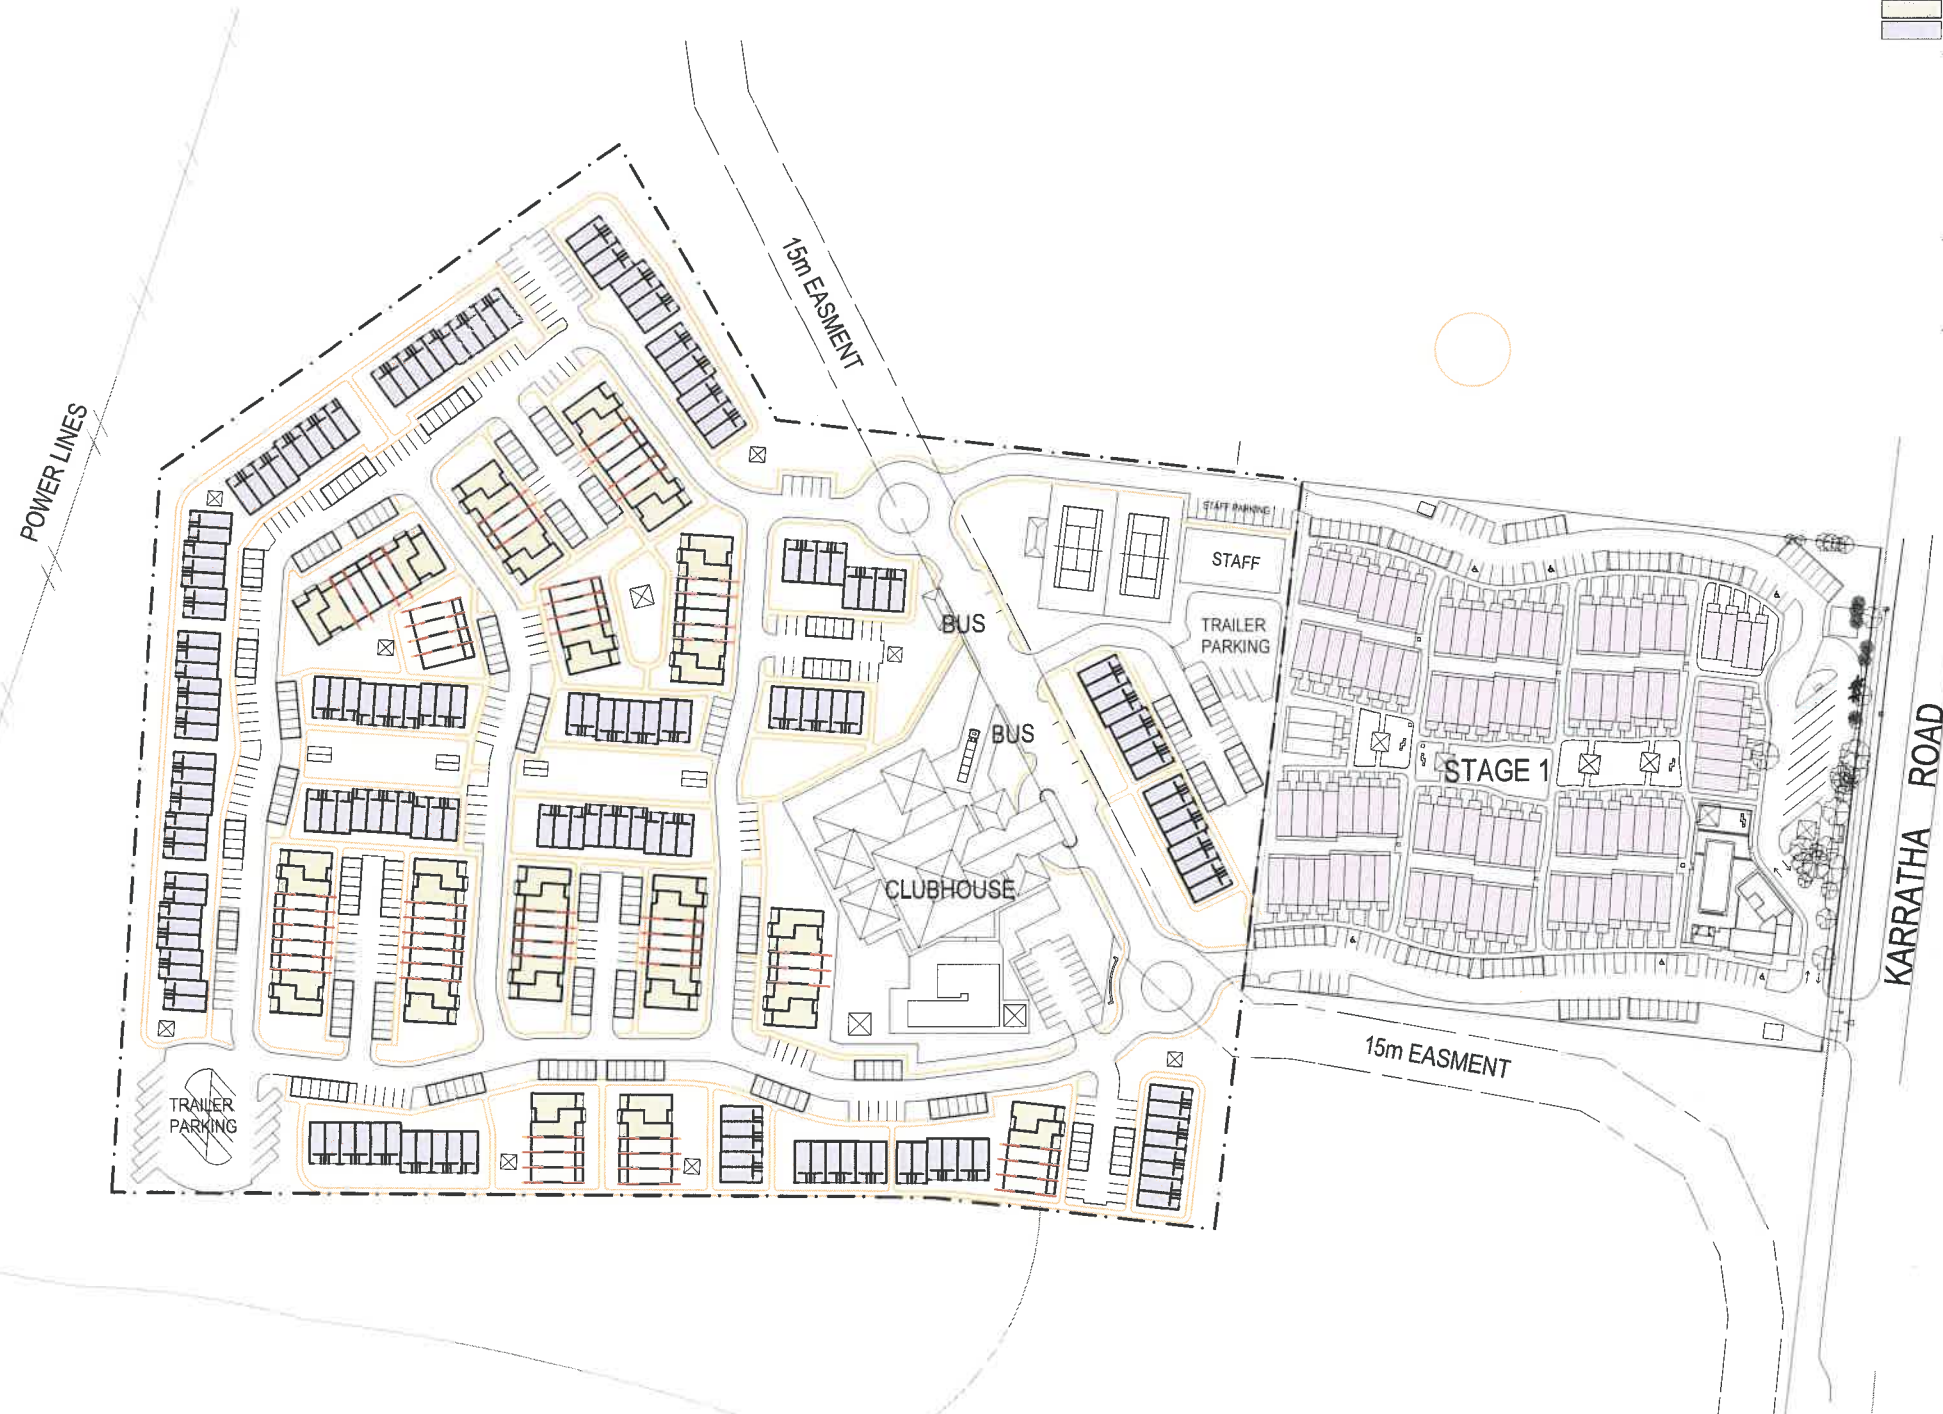 15m EASMENT
POWER LINES
STAFF PARKING
STAFF
BUS
TRAILER
PARKING
BUS
STAGE 1
KARRATHA ROAD
CLUBHOUSE
15m EASMENT
TRAILER
PARKING